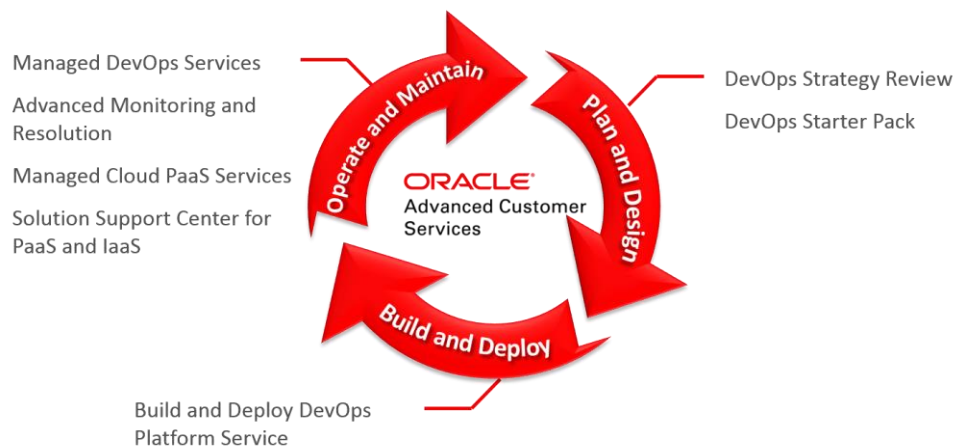 Managed DevOps Services
Advanced Monitoring and
Resolution
Managed Cloud PaaS Services
Solution Support Center for
PaaS and IaaS
Operate and Maintain
Plan and Design
Build and Deploy
ORACLE®
Advanced Customer
Services
DevOps Strategy Review
DevOps Starter Pack
Build and Deploy DevOps
Platform Service